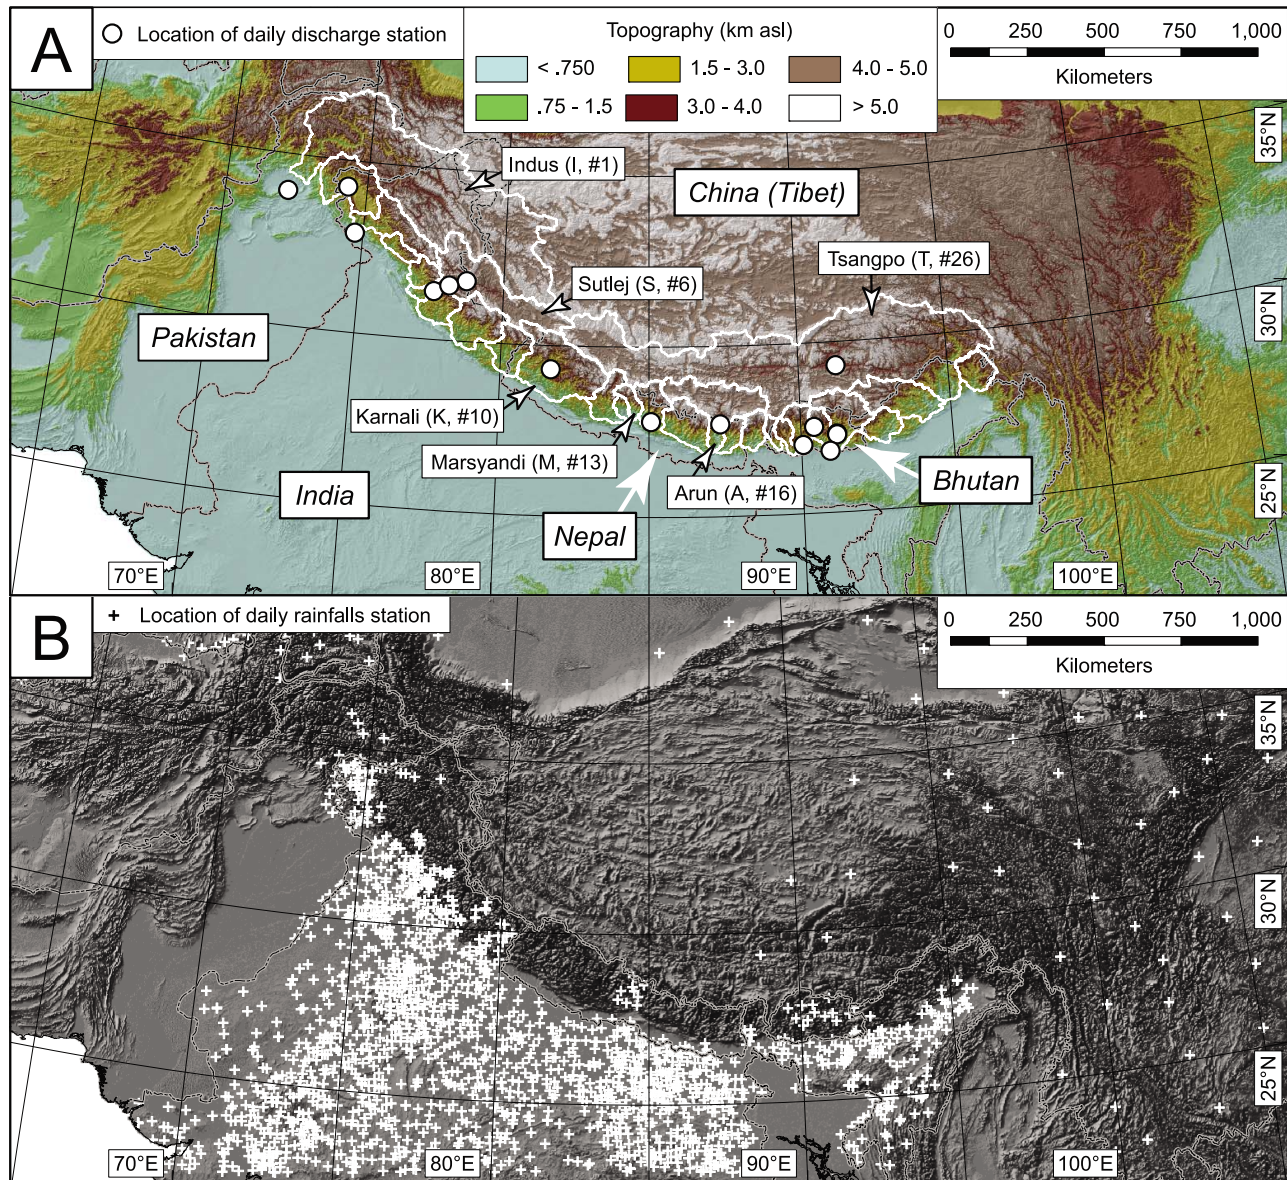 A
Location of daily discharge station
Topography (km asl)
< .750
1.5 - 3.0
4.0 - 5.0
.75 - 1.5
3.0 - 4.0
> 5.0
0 250 500 750 1,000
Kilometers
35°N
Indus (I, #1)
China (Tibet)
Tsangpo (T, #26)
Sutlej (S, #6)
30°N
Pakistan
Karnali (K, #10)
Marsyandi (M, #13)
Arun (A, #16)
Bhutan
India
Nepal
25°N
70°E
80°E
90°E
100°E
B
+ Location of daily rainfalls station
0 250 500 750 1,000
Kilometers
35°N
30°N
25°N
70°E
80°E
90°E
100°E